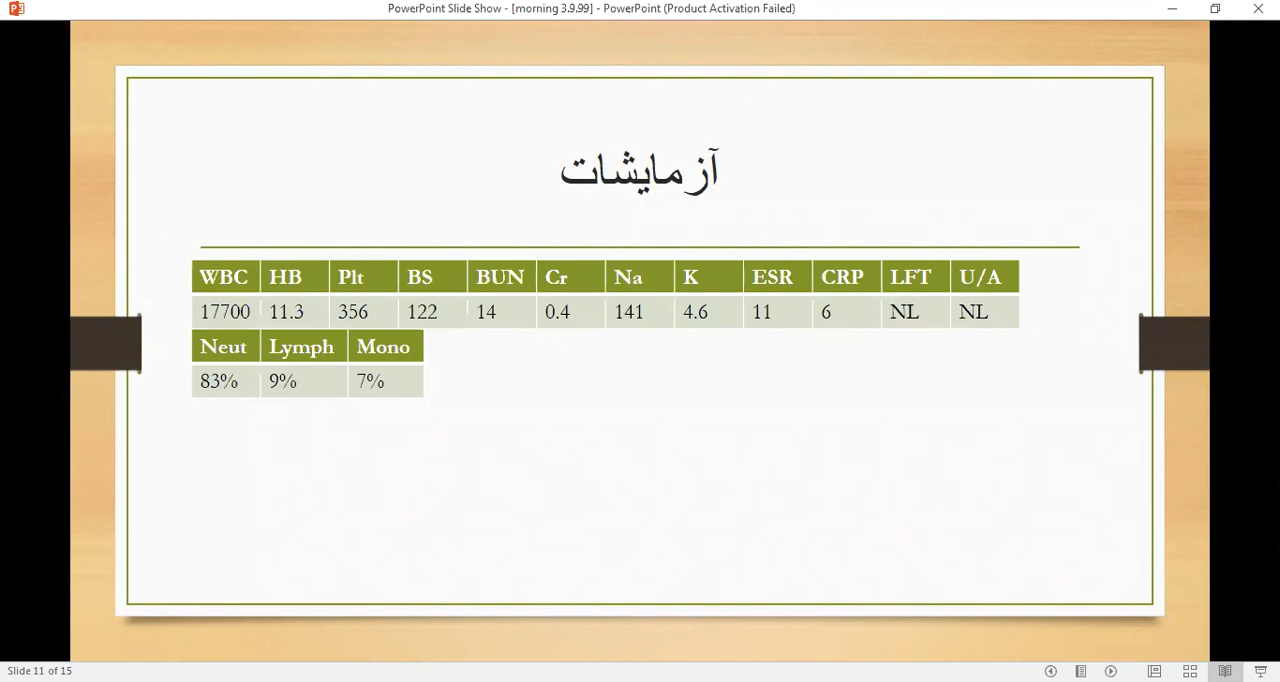 PowerPoint Slide Show - [morning 3.9.99] - PowerPoint (Product Activation Failed)
آزمایشات
WBC HB Plt BS BUN Cr Na K ESR CRP LFT U/A
17700 11.3 356 122 14 0.4 141 4.6 11 6 NL NL
Neut Lymph Mono
83% 9% 7%
Slide 11 of 15